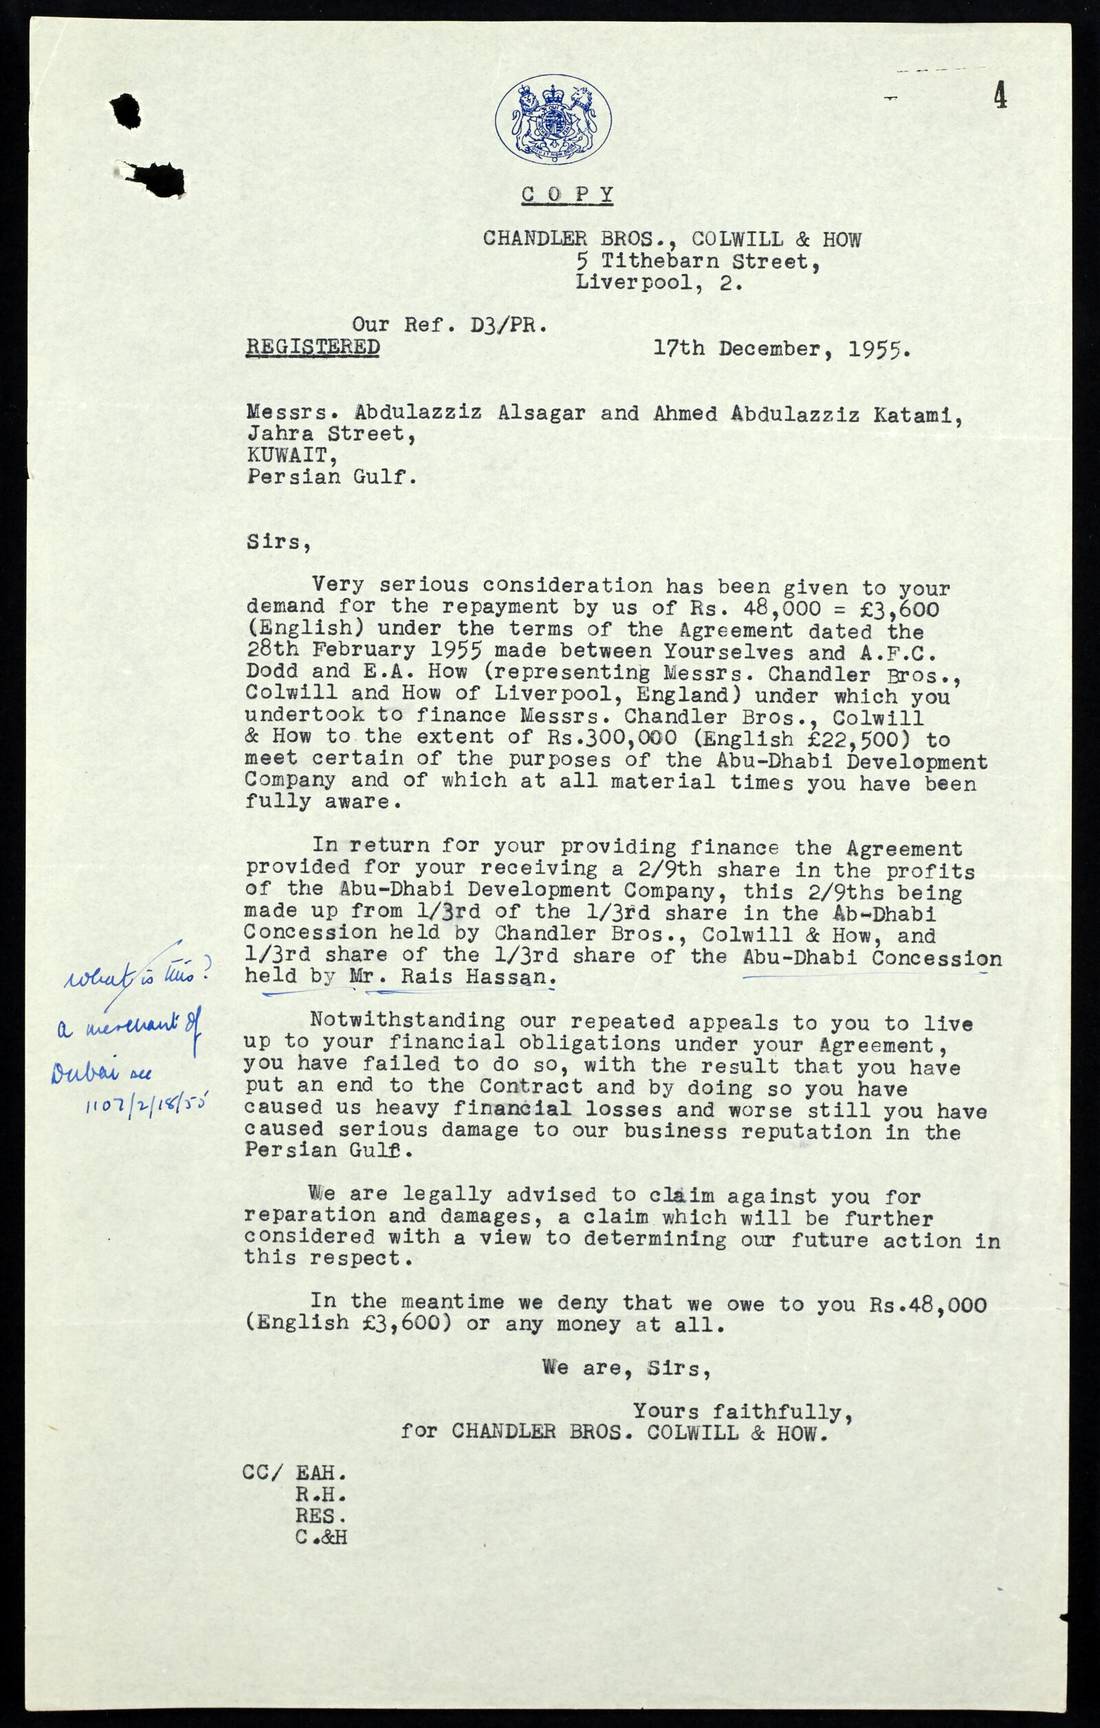 4
COPY
CHANDLER BROS., COLWILL & HOW
5 Tithebarn Street,
Liverpool, 2.
Our Ref. D3/PR.
REGISTERED 17th December, 1955.
Messrs. Abdulazziz Alsagar and Ahmed Abdulazziz Katami,
Jahra Street,
KUWAIT,
Persian Gulf.
Sirs,
Very serious consideration has been given to your
demand for the repayment by us of Rs. 48,000 = £3,600
(English) under the terms of the Agreement dated the
28th February 1955 made between Yourselves and A.F.C.
Dodd and E.A. How (representing Messrs. Chandler Bros.,
Colwill and How of Liverpool, England) under which you
undertook to finance Messrs. Chandler Bros., Colwill
& How to the extent of Rs.300,000 (English £22,500) to
meet certain of the purposes of the Abu-Dhabi Development
Company and of which at all material times you have been
fully aware.
In return for your providing finance the Agreement
provided for your receiving a 2/9th share in the profits
of the Abu-Dhabi Development Company, this 2/9ths being
made up from 1/3rd of the 1/3rd share in the Ab-Dhabi
Concession held by Chandler Bros., Colwill & How, and
1/3rd share of the 1/3rd share of the Abu-Dhabi Concession
held by Mr. Rais Hassan.
what is this?
a merchant of
Dubai see
1107/2/18/55
Notwithstanding our repeated appeals to you to live
up to your financial obligations under your Agreement,
you have failed to do so, with the result that you have
put an end to the Contract and by doing so you have
caused us heavy financial losses and worse still you have
caused serious damage to our business reputation in the
Persian Gulf.
We are legally advised to claim against you for
reparation and damages, a claim which will be further
considered with a view to determining our future action in
this respect.
In the meantime we deny that we owe to you Rs.48,000
(English £3,600) or any money at all.
We are, Sirs,
Yours faithfully,
for CHANDLER BROS. COLWILL & HOW.
CC/ EAH.
R.H.
RES.
C.&H